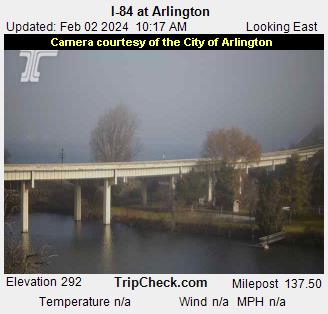 I-84 at Arlington
Updated: Feb 02 2024 10:17 AM Looking East
Camera courtesy of the City of Arlington
Elevation 292 TripCheck.com Milepost 137.50
Temperature n/a Wind n/a MPH n/a